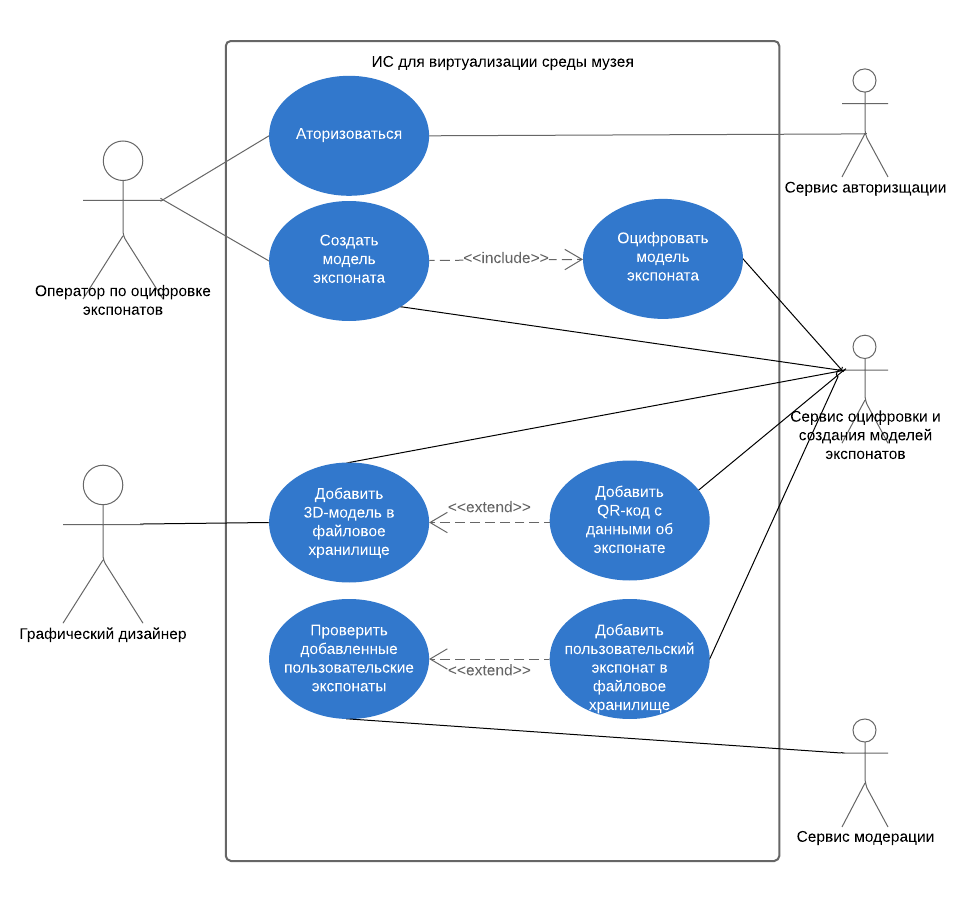 ИС для виртуализации среды музея
Аторизоваться
Сервис авторизщации
Создать
модель
экспоната
<<include>>
Оцифровать
модель
экспоната
Оператор по оцифровке
экспонатов
Сервис оцифровки и
создания моделей
экспонатов
Добавить
3D-модель в
файловое
хранилище
<<extend>>
Добавить
QR-код с
данными об
экспонате
Графический дизайнер
Проверить
добавленные
пользовательские
экспонаты
<<extend>>
Добавить
пользовательский
экспонат в
файловое
хранилище
Сервис модерации